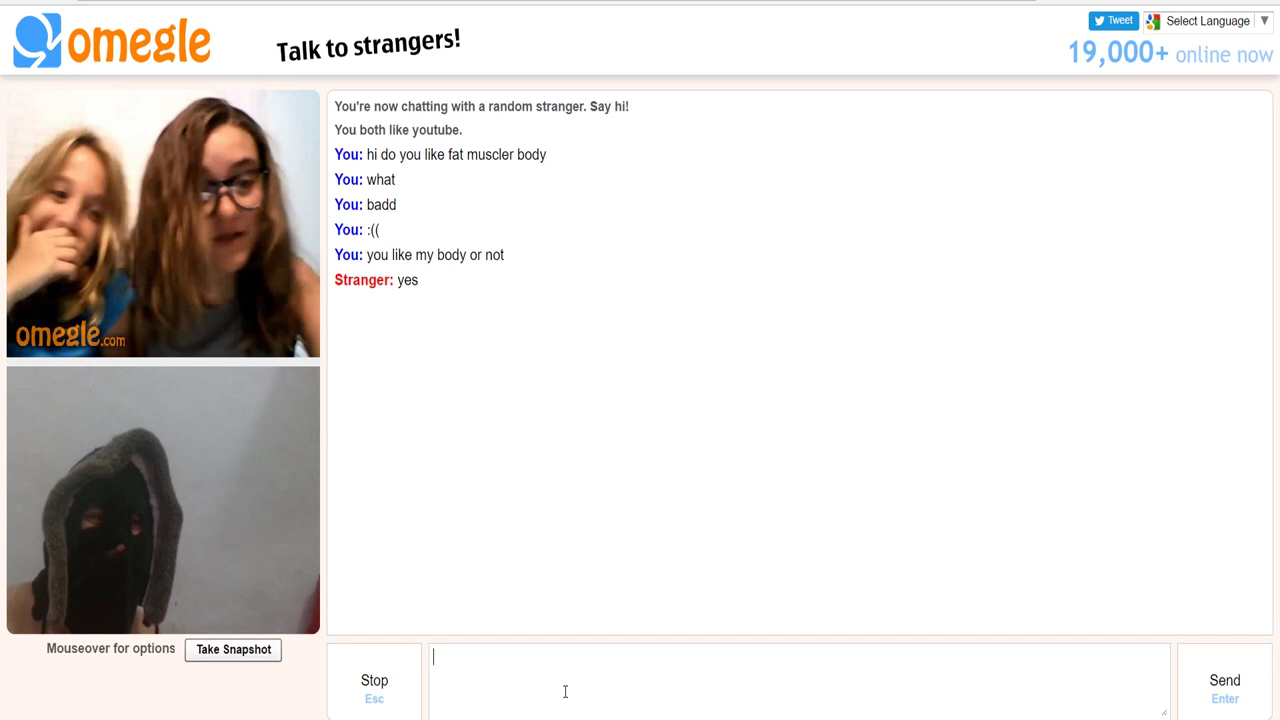 omegle
Talk to strangers!
Tweet
Select Language ▼
19,000+ online now
omegle.com
You're now chatting with a random stranger. Say hi!
You both like youtube.
You: hi do you like fat muscler body
You: what
You: badd
You: :((
You: you like my body or not
Stranger: yes
Mouseover for options
Take Snapshot
Stop
Esc
Send
Enter